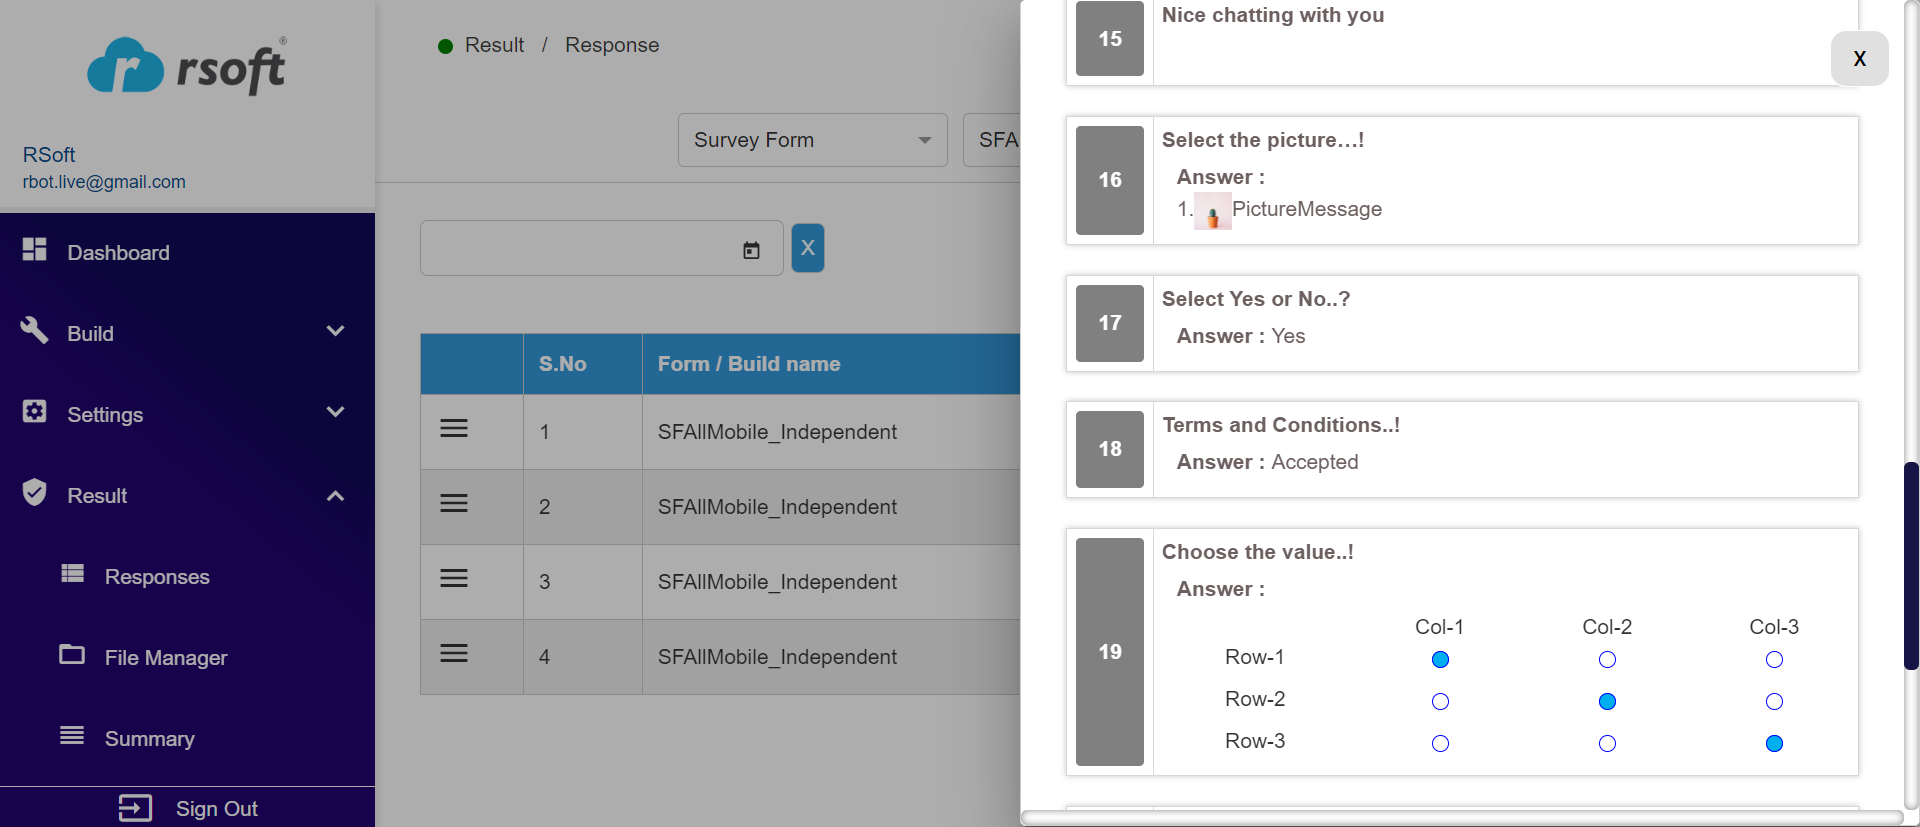 rsoft®
RSoft
rbot.live@gmail.com
Dashboard
Build
Settings
Result
Responses
File Manager
Summary
Sign Out
Result / Response
Survey Form
SFA
X
S.No Form / Build name
1 SFAllMobile_Independent
2 SFAllMobile_Independent
3 SFAllMobile_Independent
4 SFAllMobile_Independent
X
15 Nice chatting with you
16 Select the picture...!
Answer :
1. PictureMessage
17 Select Yes or No..?
Answer : Yes
18 Terms and Conditions..!
Answer : Accepted
19 Choose the value..!
Answer :
Col-1 Col-2 Col-3
Row-1
Row-2
Row-3